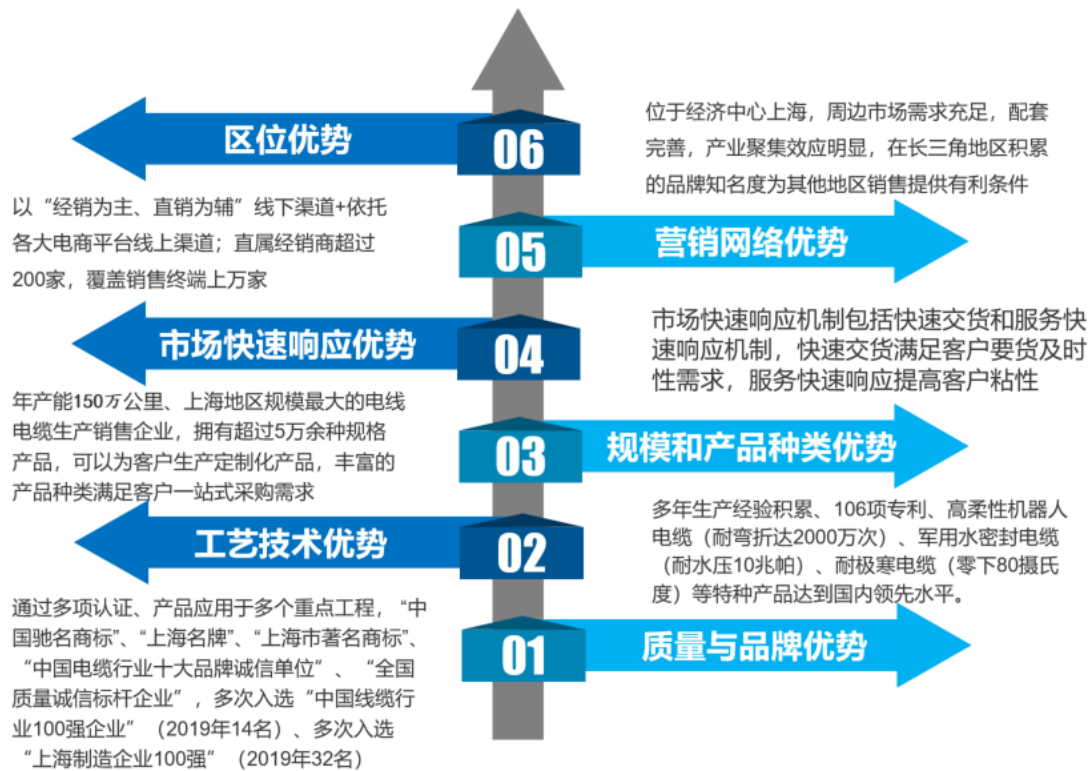 区位优势
06
位于经济中心上海，周边市场需求充足，配套
完善，产业聚集效应明显，在长三角地区积累
的品牌知名度为其他地区销售提供有利条件
05
营销网络优势
以“经销为主、直销为辅”线下渠道+依托
各大电商平台线上渠道；直属经销商超过
200家，覆盖销售终端上万家
市场快速响应优势
04
市场快速响应机制包括快速交货和服务快
速响应机制，快速交货满足客户要货及时
性需求，服务快速响应提高客户粘性
03
规模和产品种类优势
年产能150万公里、上海地区规模最大的电线
电缆生产销售企业，拥有超过5万余种规格
产品，可以为客户生产定制化产品，丰富的
产品种类满足客户一站式采购需求
工艺技术优势
02
多年生产经验积累、106项专利、高柔性机器人
电缆（耐弯折达2000万次）、军用水密封电缆
（耐水压10兆帕）、耐极寒电缆（零下80摄氏
度）等特种产品达到国内领先水平。
01
质量与品牌优势
通过多项认证、产品应用于多个重点工程，“中
国驰名商标”、“上海名牌”、“上海市著名商标”、
“中国电缆行业十大品牌诚信单位”、“全国
质量诚信标杆企业”，多次入选“中国线缆行
业100强企业”（2019年14名）、多次入选
“上海制造企业100强”（2019年32名）